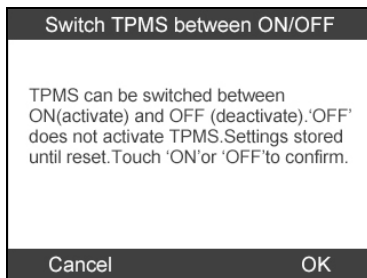 Switch TPMS between ON/OFF
TPMS can be switched between
ON(activate) and OFF (deactivate).‘OFF’
does not activate TPMS.Settings stored
until reset.Touch ‘ON’or ‘OFF’to confirm.
Cancel OK